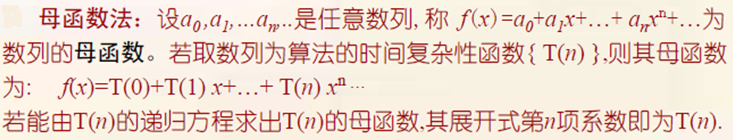 母函数法：设a₀,a₁,…aₙ,..是任意数列, 称 f(x)=a₀+a₁x+…+ aₙxⁿ+…为
数列的母函数。若取数列为算法的时间复杂性函数{ T(n) },则其母函数
为: f(x)=T(0)+T(1) x+…+ T(n) xⁿ …
若能由T(n)的递归方程求出T(n)的母函数,其展开式第n项系数即为T(n).